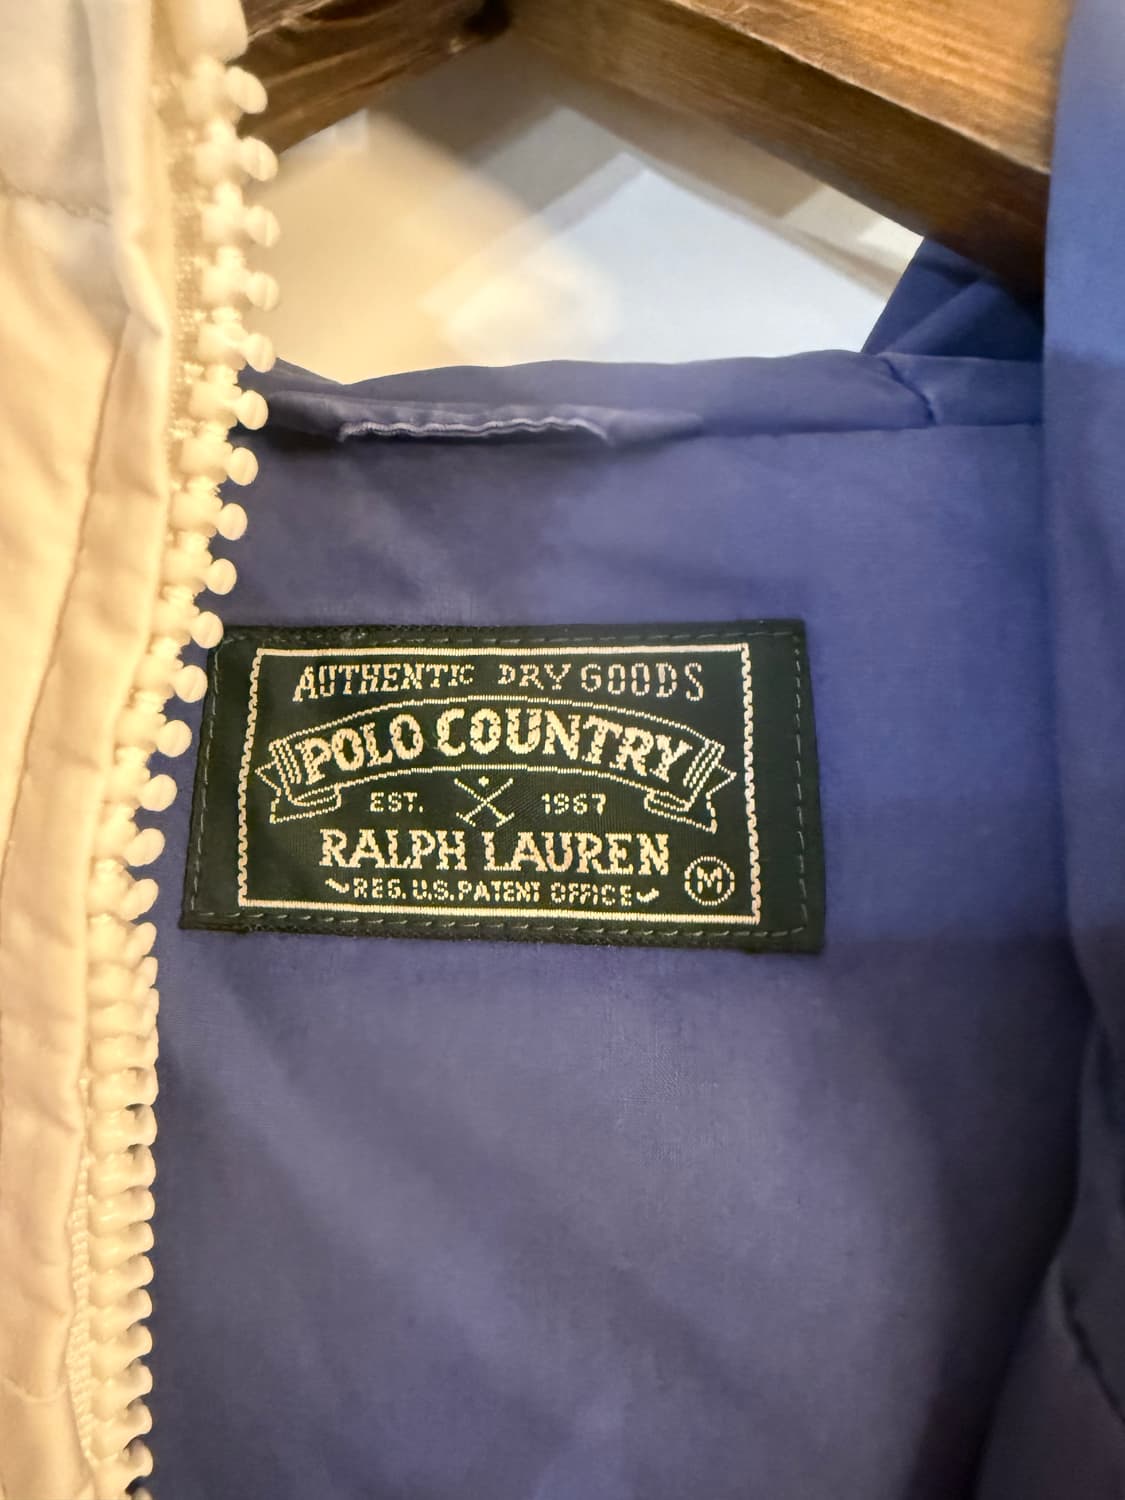 AUTHENTIC DRY GOODS
POLO COUNTRY
EST. 1967
RALPH LAUREN
REG. U.S. PATENT OFFICE
M